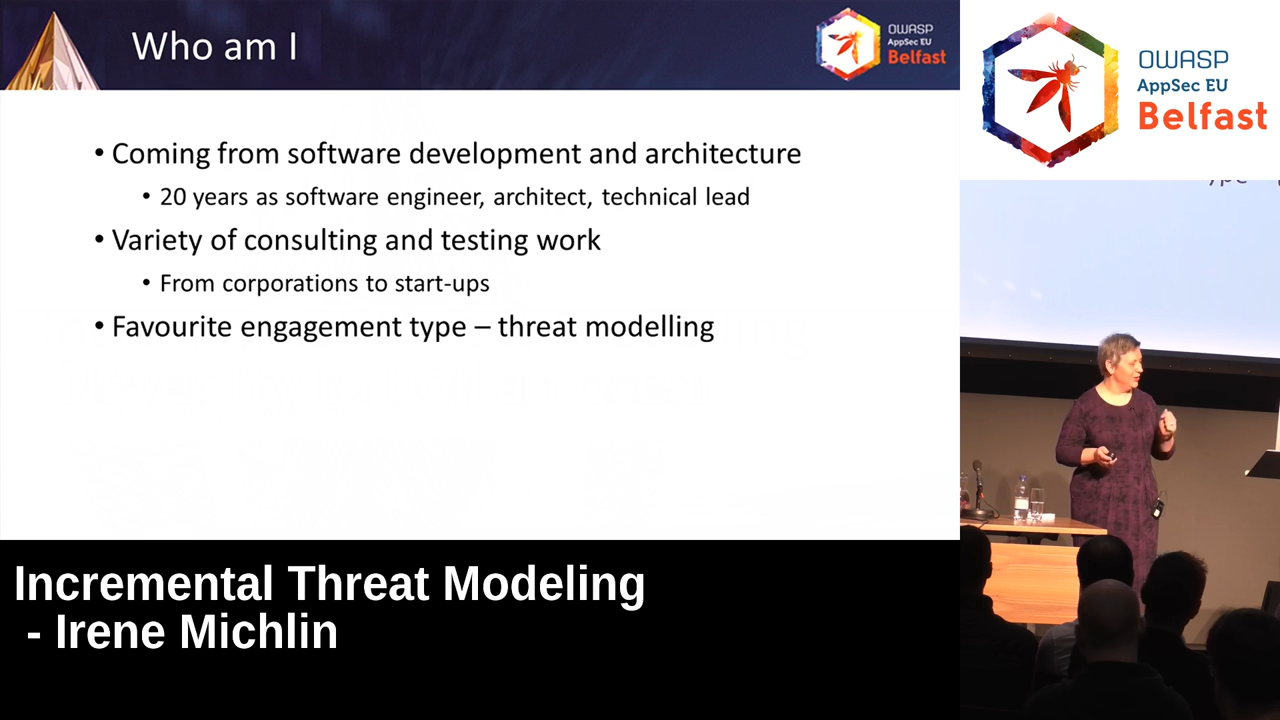 Who am I
OWASP
AppSec EU
Belfast
• Coming from software development and architecture
• 20 years as software engineer, architect, technical lead
• Variety of consulting and testing work
• From corporations to start-ups
• Favourite engagement type – threat modelling
OWASP
AppSec EU
Belfast
Incremental Threat Modeling
- Irene Michlin